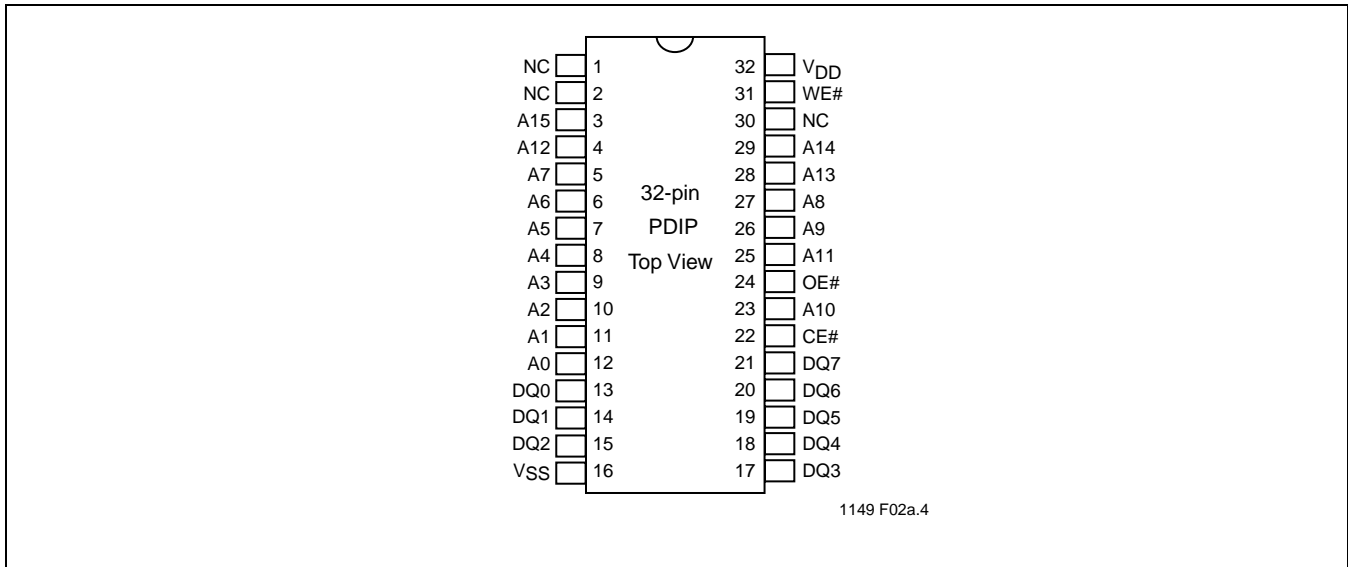 NC 1 32 VDD
NC 2 31 WE#
A15 3 30 NC
A12 4 29 A14
A7 5 28 A13
A6 6 32-pin 27 A8
A5 7 PDIP 26 A9
A4 8 Top View 25 A11
A3 9 24 OE#
A2 10 23 A10
A1 11 22 CE#
A0 12 21 DQ7
DQ0 13 20 DQ6
DQ1 14 19 DQ5
DQ2 15 18 DQ4
VSS 16 17 DQ3
1149 F02a.4